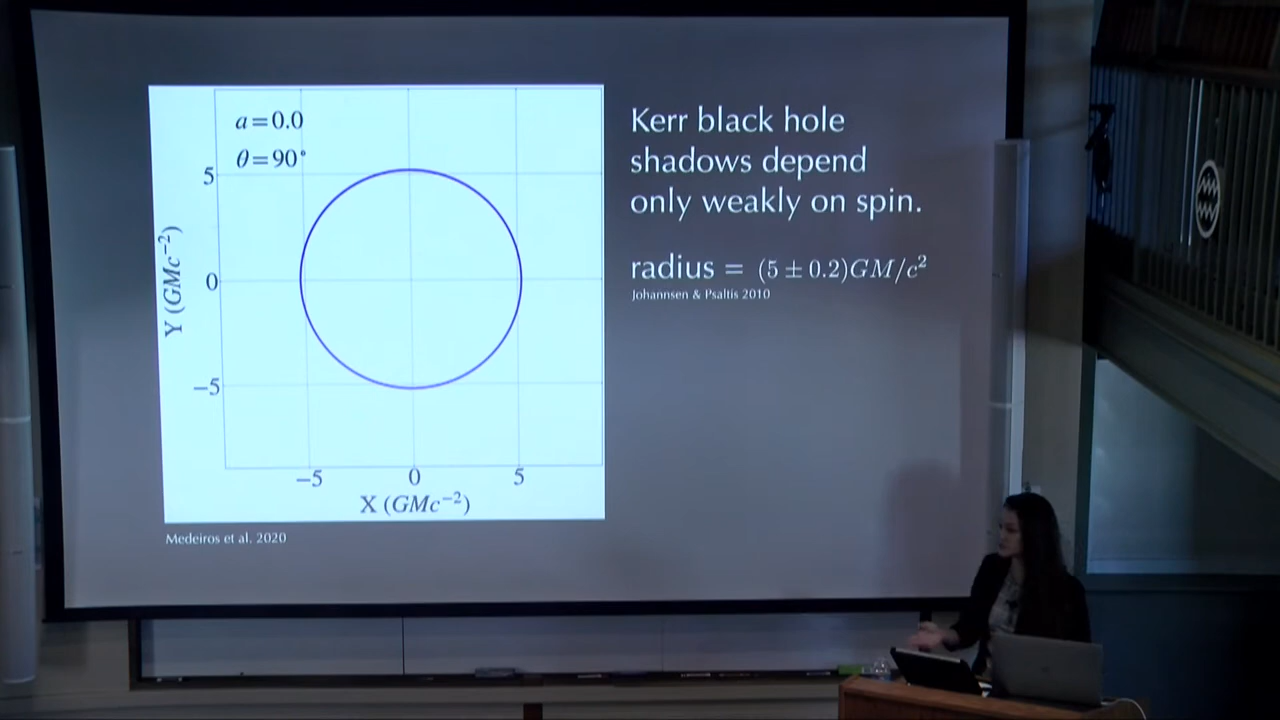 a=0.0
θ=90°
5
0
−5
Y (GMc⁻²)
−5 0 5
X (GMc⁻²)
Medeiros et al. 2020
Kerr black hole
shadows depend
only weakly on spin.
radius = (5 ± 0.2)GM/c²
Johannsen & Psaltis 2010